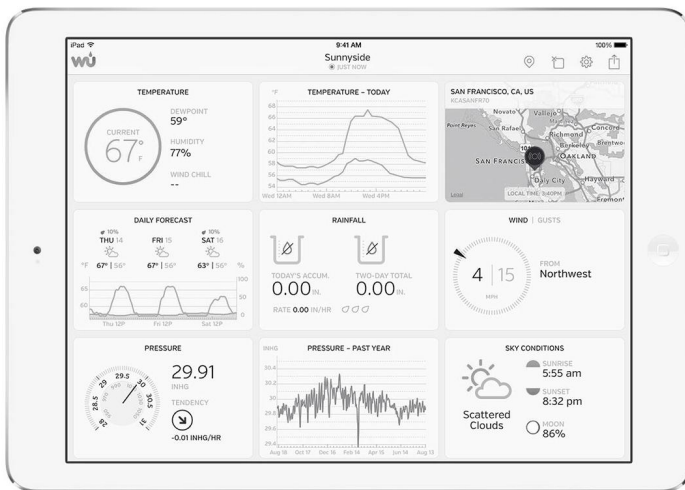 iPad
9:41 AM
100%
wu
Sunnyside
JUST NOW
TEMPERATURE
CURRENT
67°
F
DEWPOINT
59°
HUMIDITY
77%
WIND CHILL
--
TEMPERATURE – TODAY
°F
68
66
64
62
60
58
56
54
Wed 12AM Wed 8AM Wed 4PM
SAN FRANCISCO, CA, US
KCASANFR70
Novato
Vallejo
Point Reyes
San Rafael
Richmond
Concord
Berkeley
Brentwo
SAN FRANCIS
OAKLAND
Daly City
Hayward
Fremont
Legal
LOCAL TIME: 5:40PM
DAILY FORECAST
10% 10%
THU 14 FRI 15 SAT 16
°F 67° | 56° 67° | 56° 63° | 56° %
65
60
100
50
0
Thu 12P Fri 12P Sat 12P
RAINFALL
TODAY'S ACCUM. TWO-DAY TOTAL
0.00 IN. 0.00 IN.
RATE 0.00 IN/HR
WIND | GUSTS
4 | 15
MPH
FROM
Northwest
PRESSURE
28
28.5
29
29.5
30
30.5
31
29.91
INHG
TENDENCY
-0.01 INHG/HR
PRESSURE – PAST YEAR
INHG
30.4
30.2
30
29.8
29.6
29.4
Aug 18 Oct 17 Dec 16 Feb 14 Apr 15 Jun 14 Aug 13
SKY CONDITIONS
Scattered
Clouds
SUNRISE
5:55 am
SUNSET
8:32 pm
MOON
86%